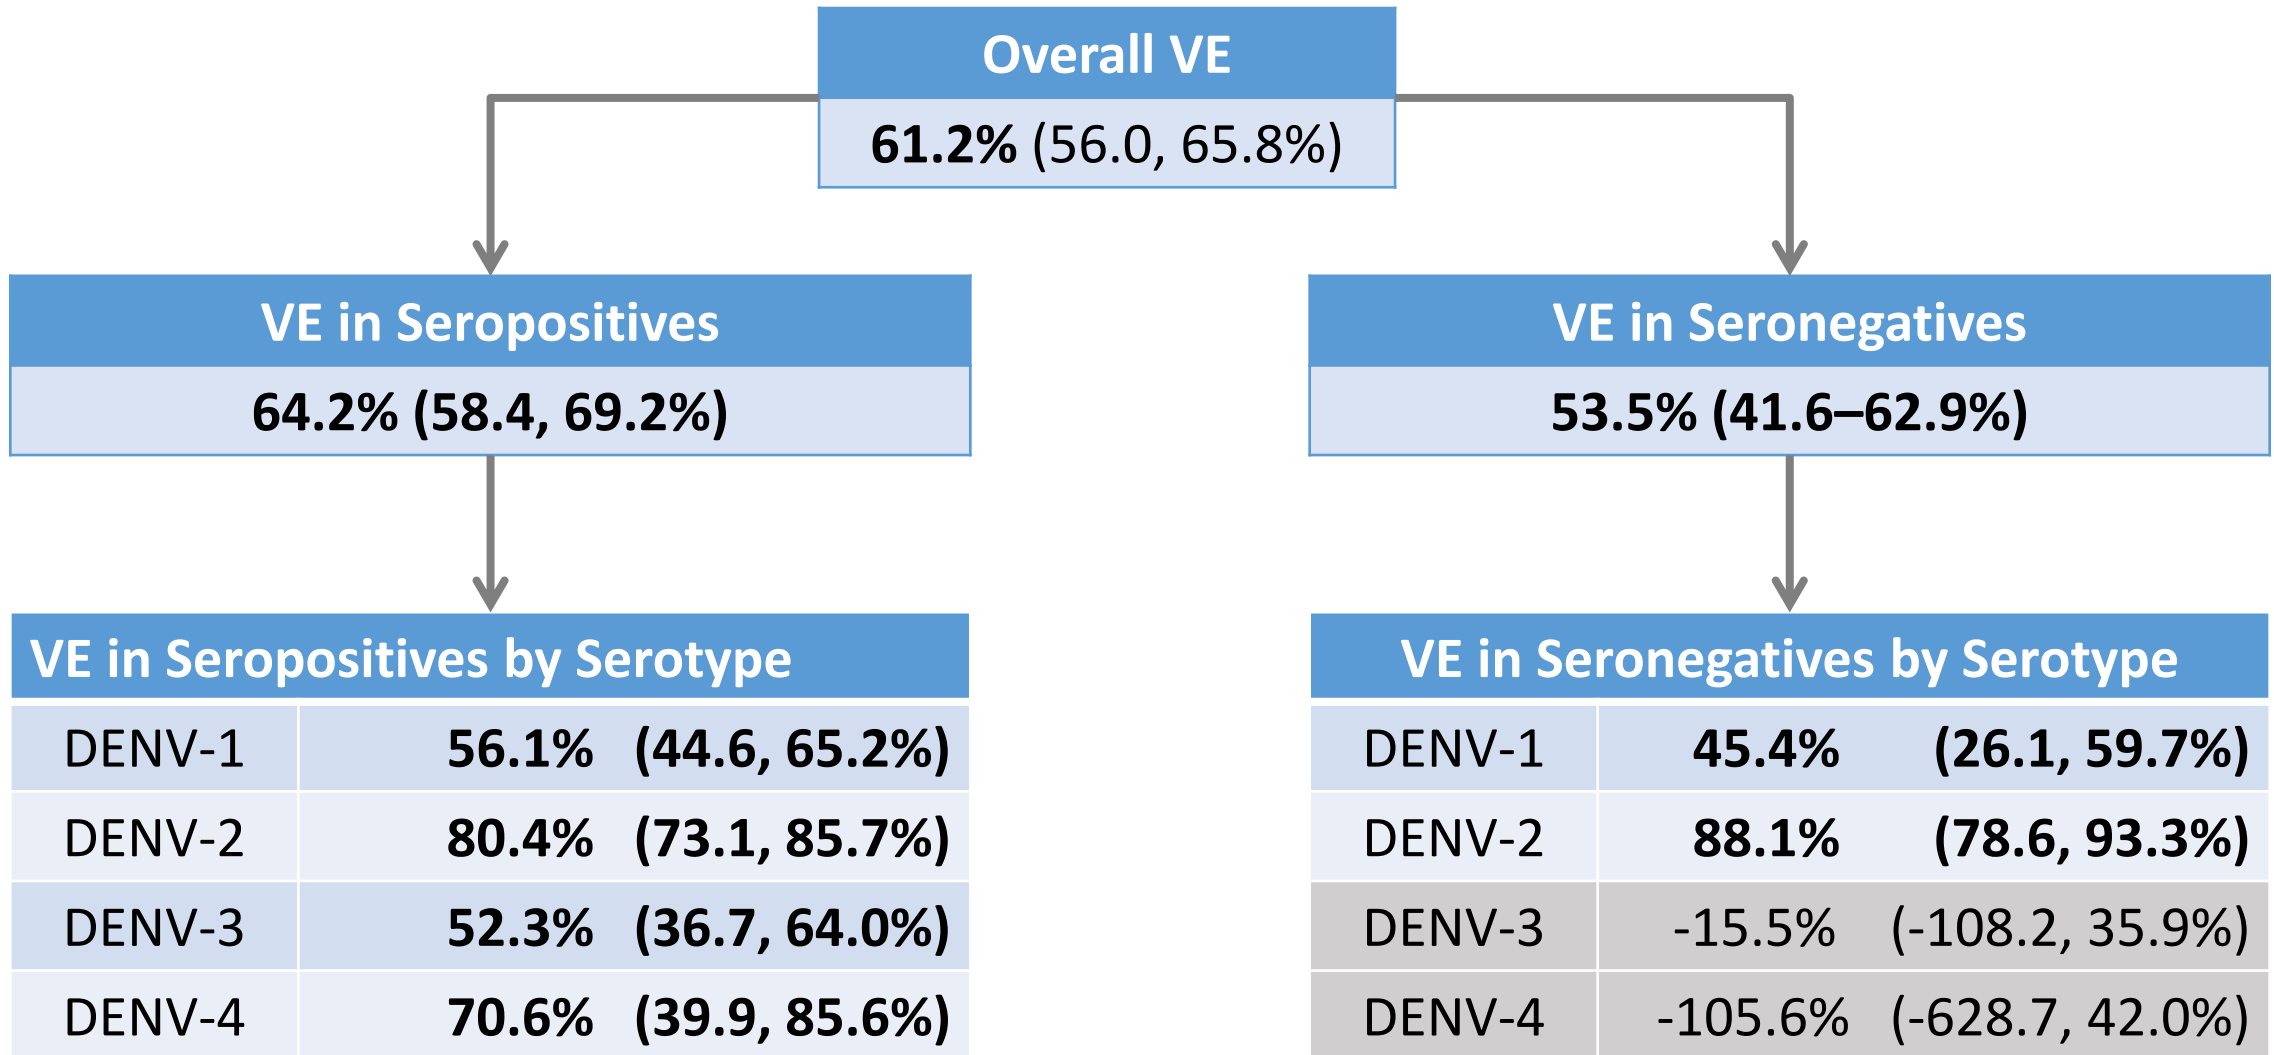 Overall VE
61.2% (56.0, 65.8%)
VE in Seropositives
64.2% (58.4, 69.2%)
VE in Seronegatives
53.5% (41.6–62.9%)
VE in Seropositives by Serotype
DENV-1 56.1% (44.6, 65.2%)
DENV-2 80.4% (73.1, 85.7%)
DENV-3 52.3% (36.7, 64.0%)
DENV-4 70.6% (39.9, 85.6%)
VE in Seronegatives by Serotype
DENV-1 45.4% (26.1, 59.7%)
DENV-2 88.1% (78.6, 93.3%)
DENV-3 -15.5% (-108.2, 35.9%)
DENV-4 -105.6% (-628.7, 42.0%)